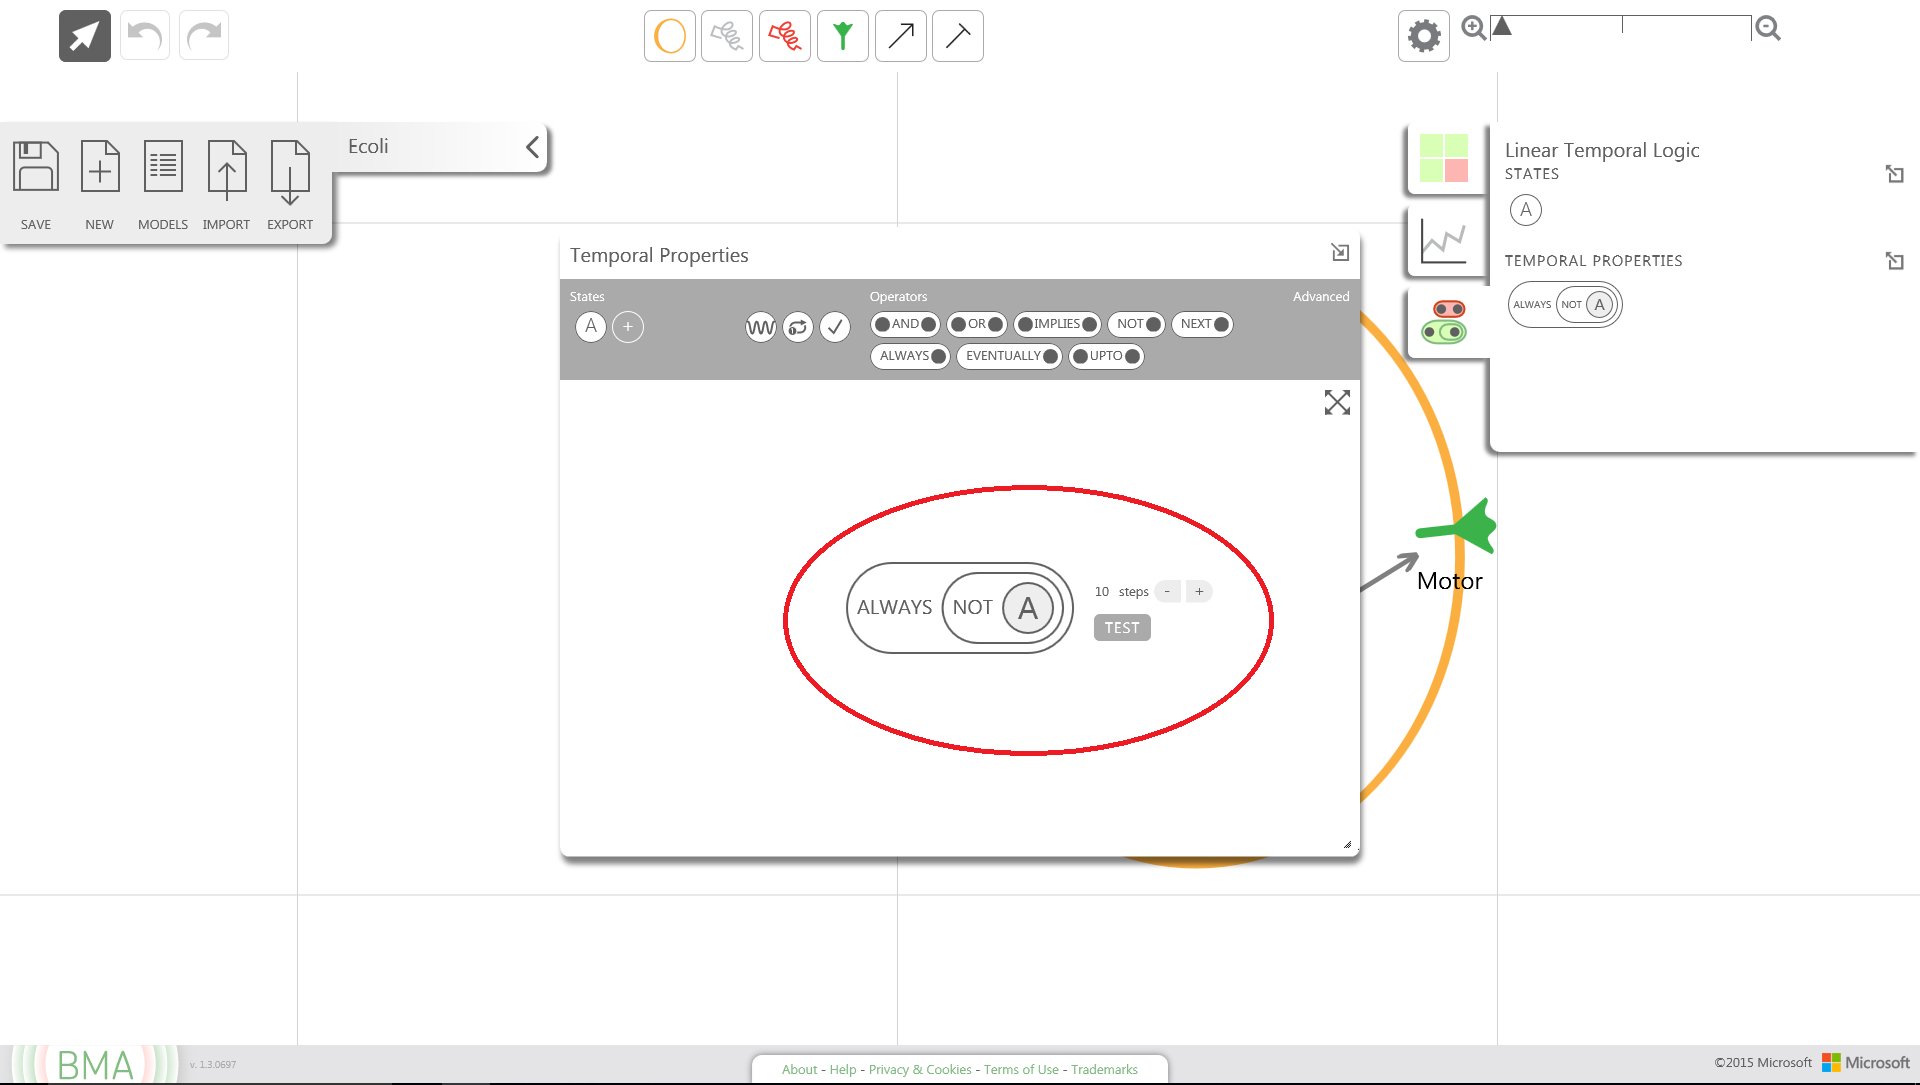 Ecoli
SAVE NEW MODELS IMPORT EXPORT
Linear Temporal Logic
STATES
A
TEMPORAL PROPERTIES
ALWAYS NOT A
Temporal Properties
States Operators Advanced
A + AND OR IMPLIES NOT NEXT
ALWAYS EVENTUALLY UPTO
ALWAYS NOT A
10 steps - +
TEST
Motor
BMA v. 1.3.0697
About - Help - Privacy & Cookies - Terms of Use - Trademarks
©2015 Microsoft Microsoft